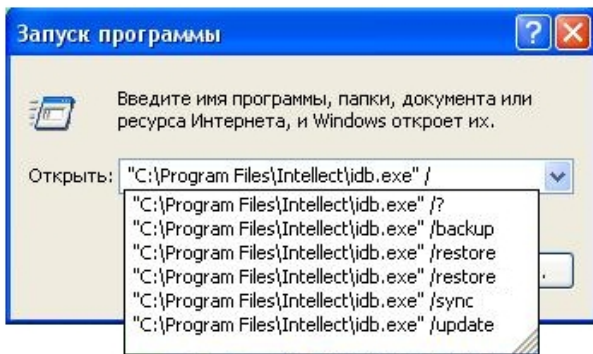 Запуск программы
Введите имя программы, папки, документа или
ресурса Интернета, и Windows откроет их.
Открыть: "C:\Program Files\Intellect\idb.exe" /
"C:\Program Files\Intellect\idb.exe" /?
"C:\Program Files\Intellect\idb.exe" /backup
"C:\Program Files\Intellect\idb.exe" /restore
"C:\Program Files\Intellect\idb.exe" /restore
"C:\Program Files\Intellect\idb.exe" /sync
"C:\Program Files\Intellect\idb.exe" /update